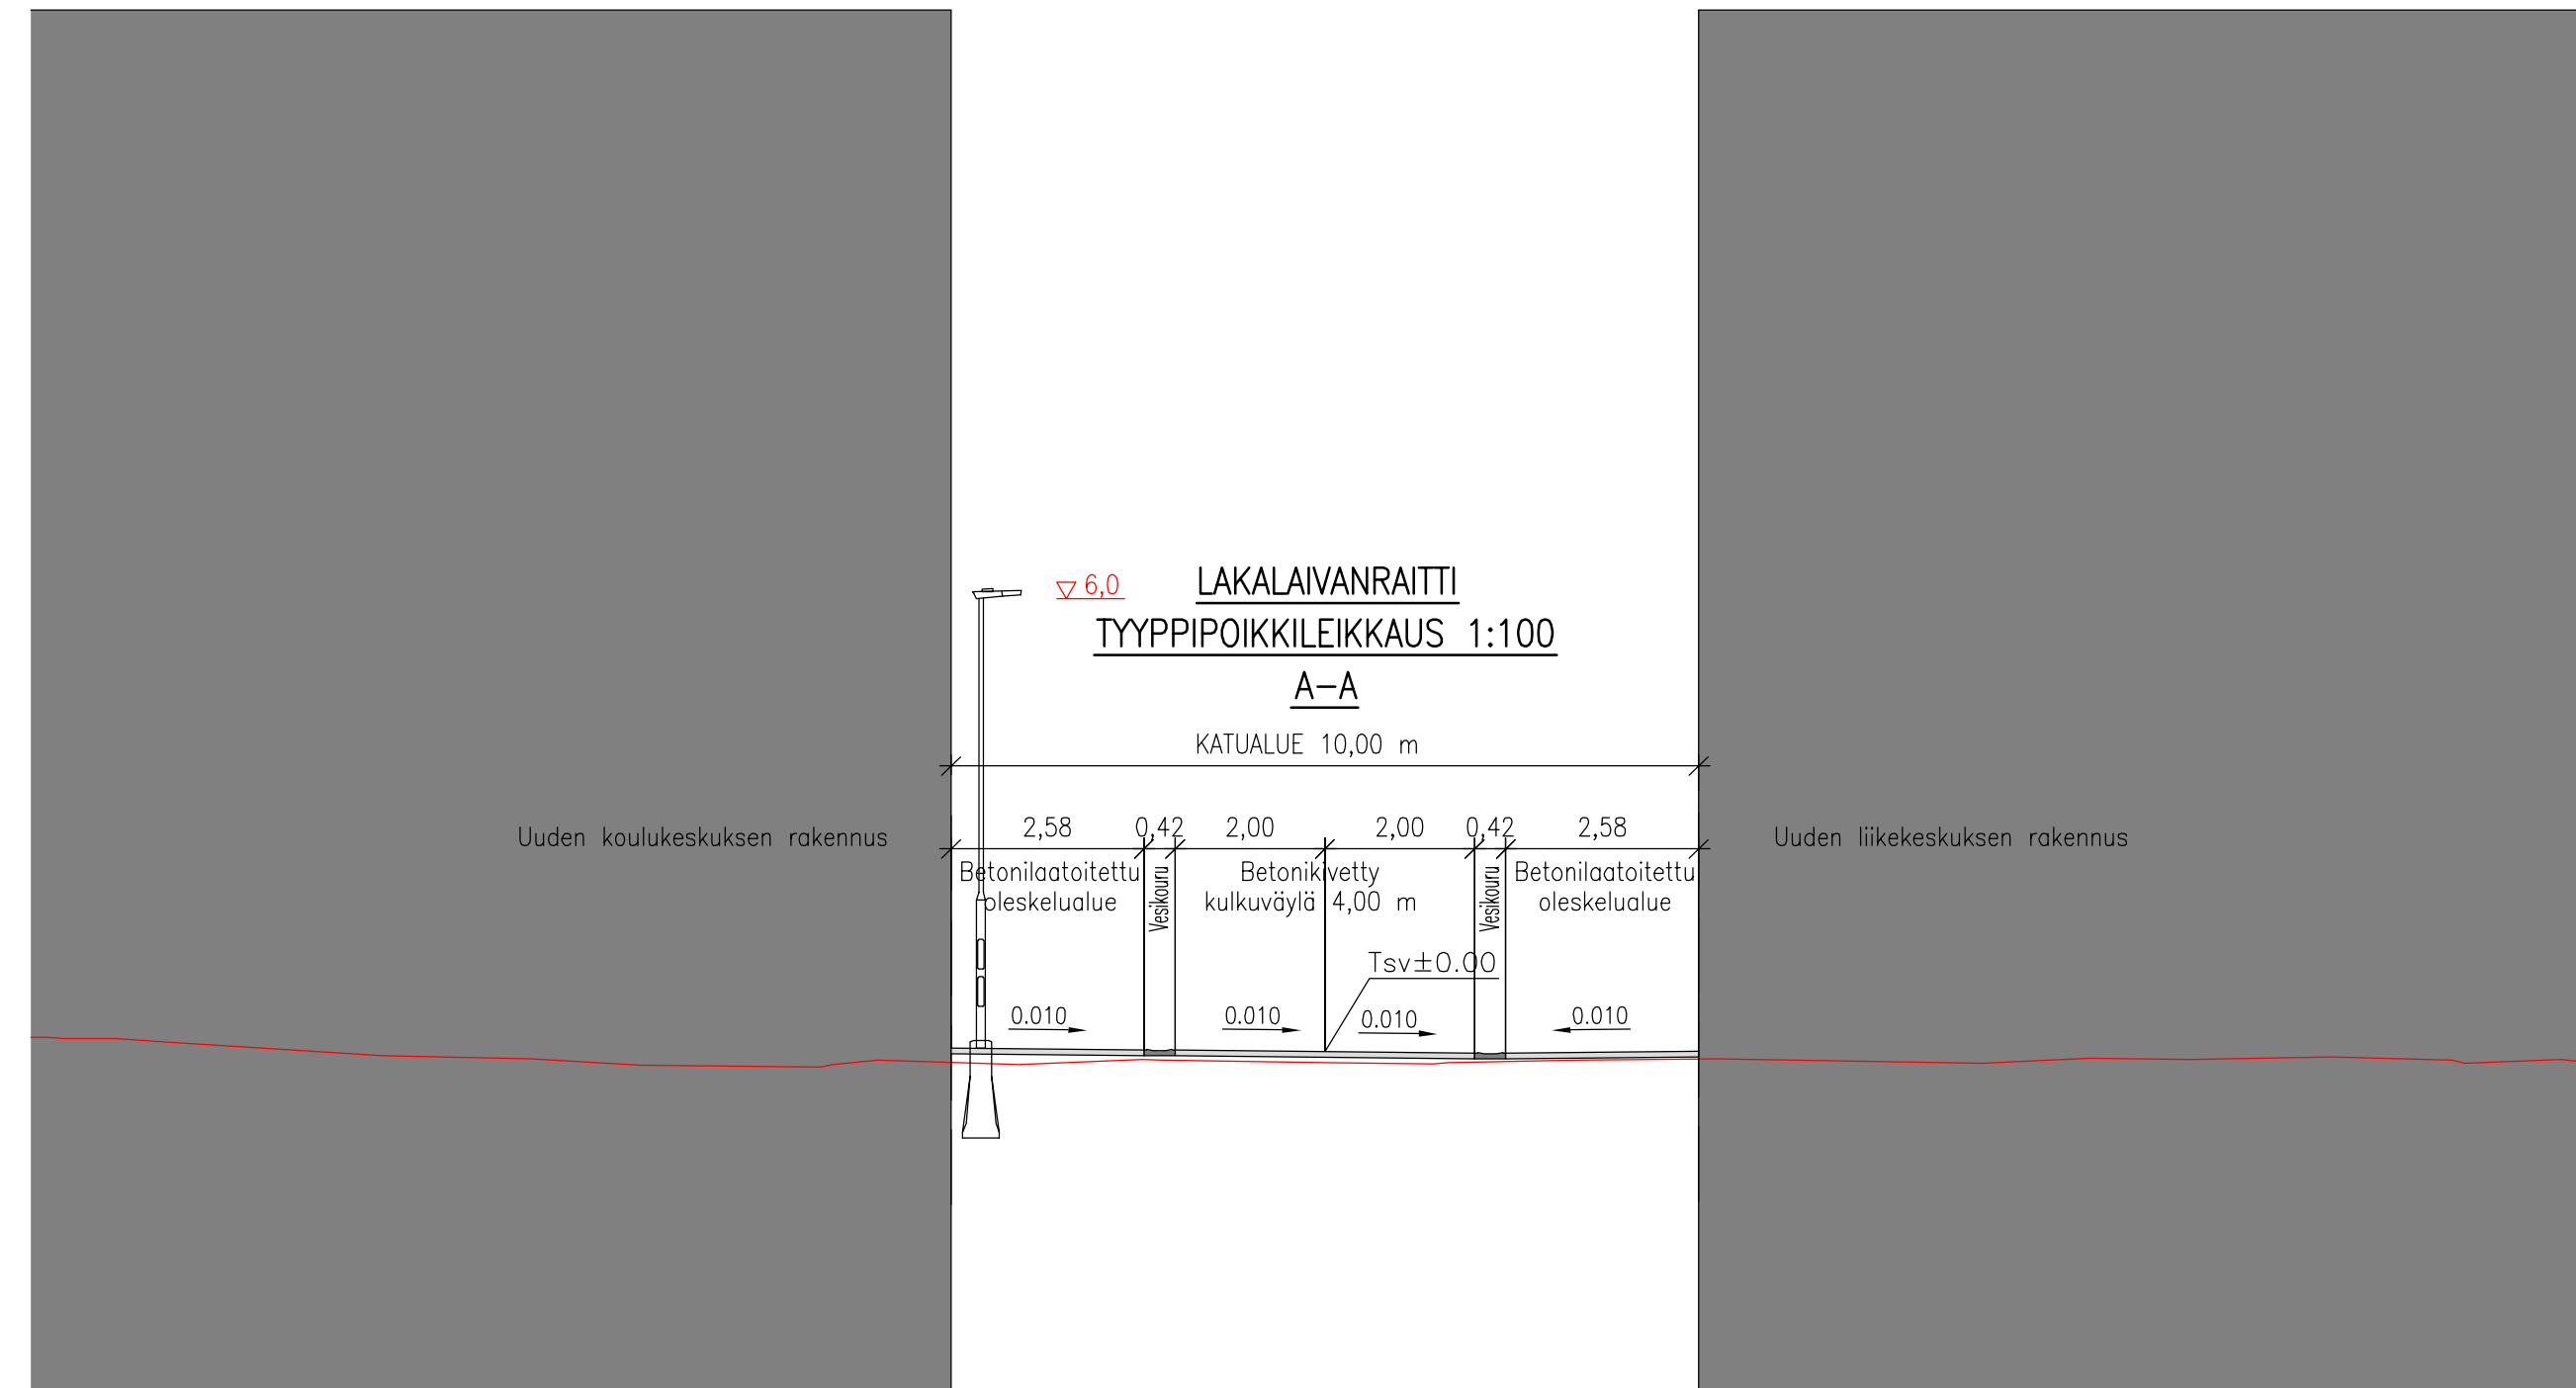 6,0
LAKALAIVANRAITTI
TYYPPIPOIKKILEIKKAUS 1:100
A-A
KATUALUE 10,00 m
Uuden koulukeskuksen rakennus
2,58 0,42 2,00 2,00 0,42 2,58
Uuden liikekeskuksen rakennus
Betonilaatoitettu
oleskelualue
Vesikouru
Betonikivetty
kulkuväylä 4,00 m
Vesikouru
Betonilaatoitettu
oleskelualue
Tsv±0.00
0.010 0.010 0.010 0.010